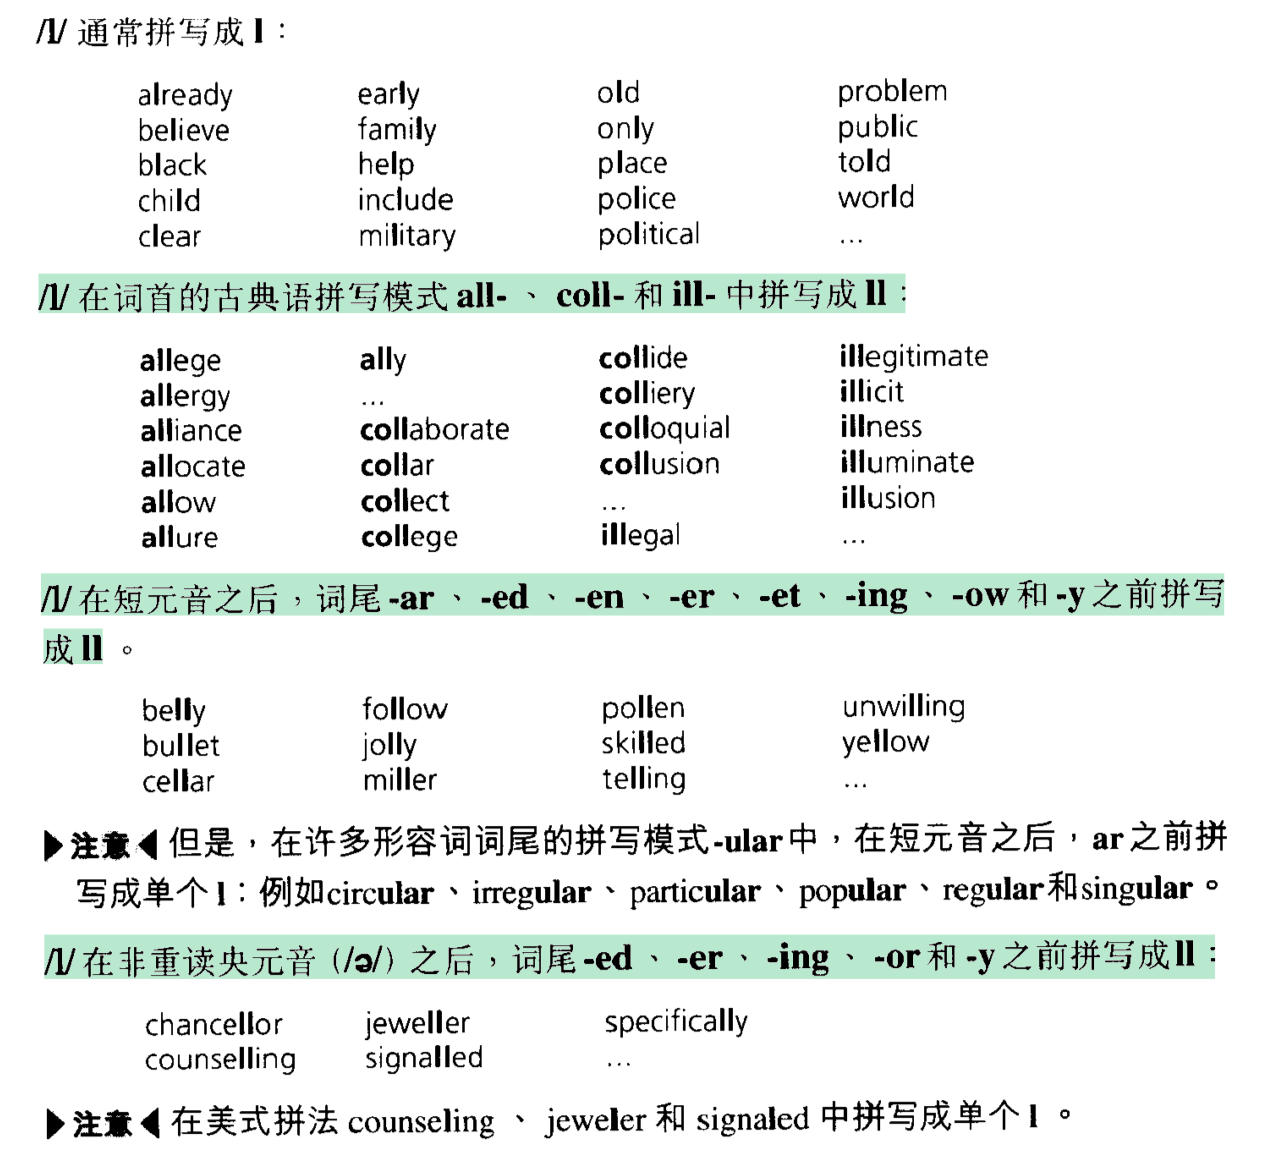 /l/ 通常拼写成 l：
already early old problem
believe family only public
black help place told
child include police world
clear military political ...
/l/ 在词首的古典语拼写模式 all- 、 coll- 和 ill- 中拼写成 ll：
allege ally collide illegitimate
allergy ... colliery illicit
alliance collaborate colloquial illness
allocate collar collusion illuminate
allow collect ... illusion
allure college illegal ...
/l/ 在短元音之后，词尾 -ar 、 -ed 、 -en 、 -er 、 -et 、 -ing 、 -ow 和 -y 之前拼写
成 ll 。
belly follow pollen unwilling
bullet jolly skilled yellow
cellar miller telling ...
▶注意◀ 但是，在许多形容词词尾的拼写模式-ular中，在短元音之后，ar之前拼
写成单个 l：例如circular 、 irregular 、 particular 、 popular 、 regular和singular 。
/l/ 在非重读央元音 (/ə/) 之后，词尾 -ed 、 -er 、 -ing 、 -or 和 -y 之前拼写成 ll：
chancellor jeweller specifically
counselling signalled ...
▶注意◀ 在美式拼法 counseling 、 jeweler 和 signaled 中拼写成单个 l 。